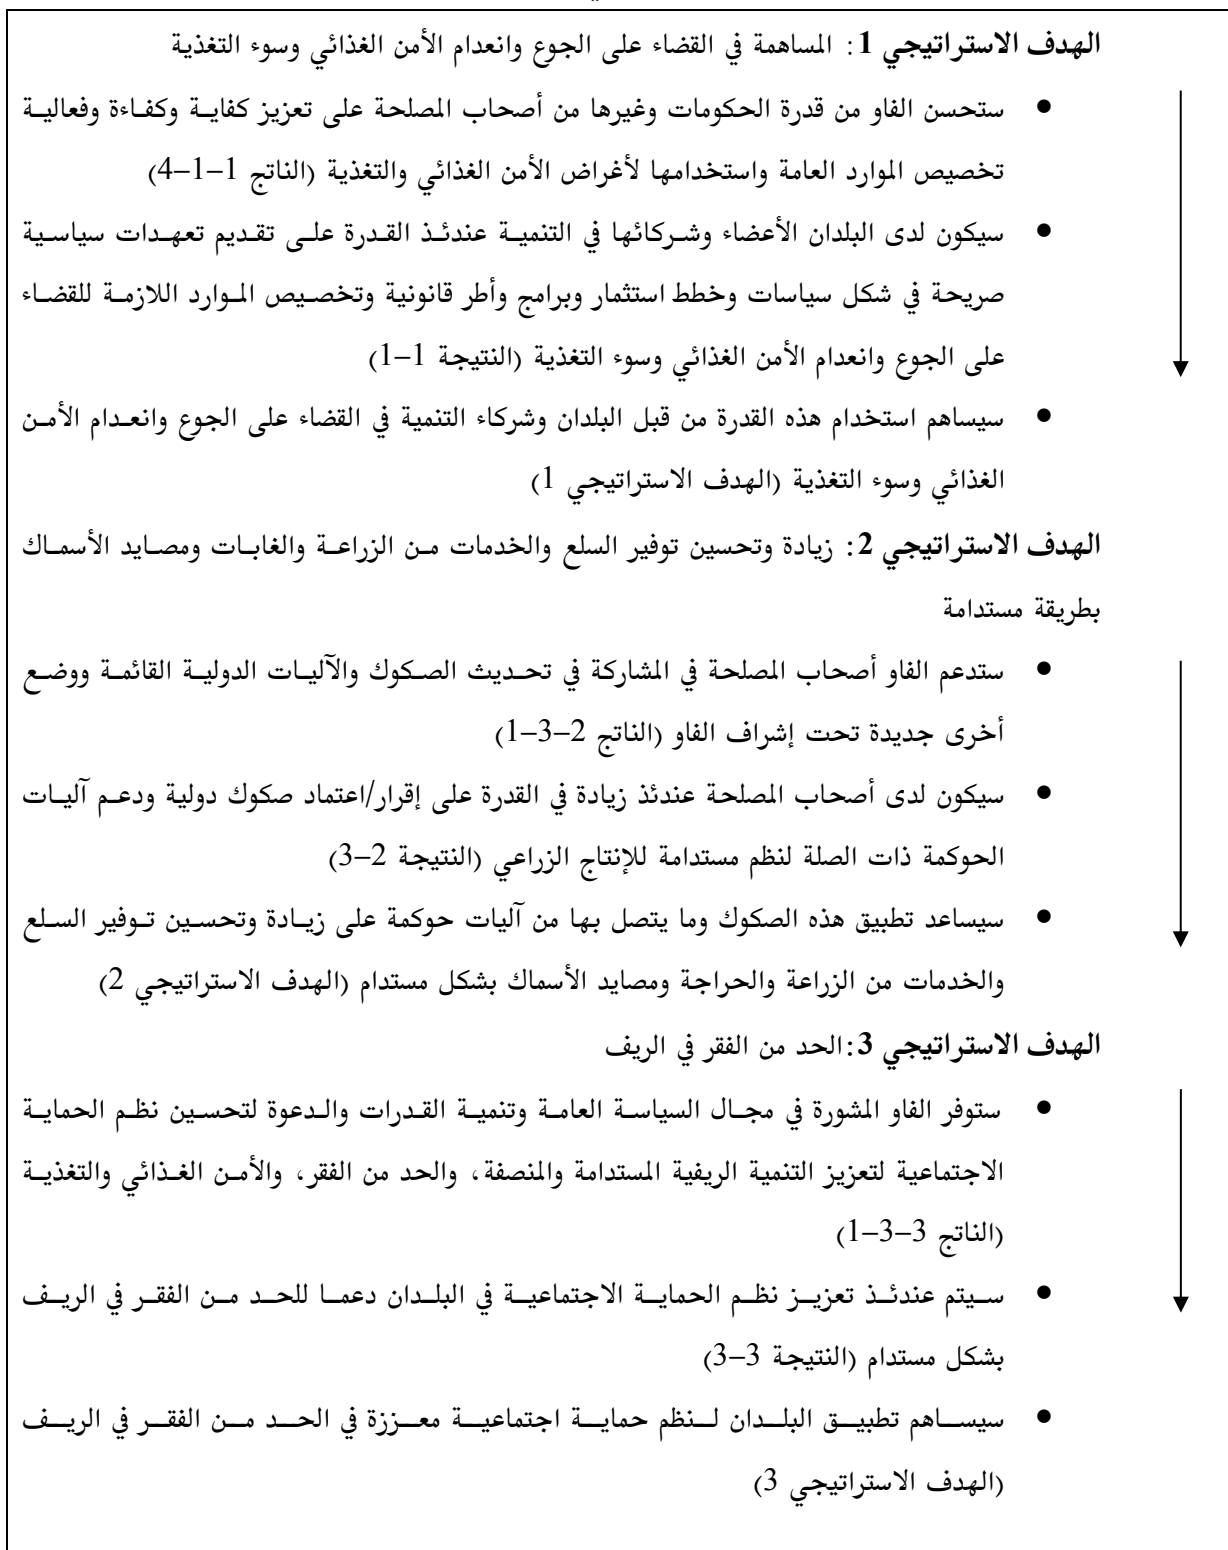 الهدف الاستراتيجي 1: المساهمة في القضاء على الجوع وانعدام الأمن الغذائي وسوء التغذية
• ستحسن الفاو من قدرة الحكومات وغيرها من أصحاب المصلحة على تعزيز كفاية وكفاءة وفعالية
تخصيص الموارد العامة واستخدامها لأغراض الأمن الغذائي والتغذية (الناتج 1-1-4)
• سيكون لدى البلدان الأعضاء وشركائها في التنمية عندئذ القدرة على تقديم تعهدات سياسية
صريحة في شكل سياسات وخطط استثمار وبرامج وأطر قانونية وتخصيص الموارد اللازمة للقضاء
على الجوع وانعدام الأمن الغذائي وسوء التغذية (النتيجة 1-1)
• سيساهم استخدام هذه القدرة من قبل البلدان وشركاء التنمية في القضاء على الجوع وانعدام الأمن
الغذائي وسوء التغذية (الهدف الاستراتيجي 1)
الهدف الاستراتيجي 2: زيادة وتحسين توفير السلع والخدمات من الزراعة والغابات ومصايد الأسماك
بطريقة مستدامة
• ستدعم الفاو أصحاب المصلحة في المشاركة في تحديث الصكوك والآليات الدولية القائمة ووضع
أخرى جديدة تحت إشراف الفاو (الناتج 2-3-1)
• سيكون لدى أصحاب المصلحة عندئذ زيادة في القدرة على إقرار/اعتماد صكوك دولية ودعم آليات
الحوكمة ذات الصلة لنظم مستدامة للإنتاج الزراعي (النتيجة 2-3)
• سيساعد تطبيق هذه الصكوك وما يتصل بها من آليات حوكمة على زيادة وتحسين توفير السلع
والخدمات من الزراعة والحراجة ومصايد الأسماك بشكل مستدام (الهدف الاستراتيجي 2)
الهدف الاستراتيجي 3: الحد من الفقر في الريف
• ستوفر الفاو المشورة في مجال السياسة العامة وتنمية القدرات والدعوة لتحسين نظم الحماية
الاجتماعية لتعزيز التنمية الريفية المستدامة والمنصفة، والحد من الفقر، والأمن الغذائي والتغذية
(الناتج 3-3-1)
• سيتم عندئذ تعزيز نظم الحماية الاجتماعية في البلدان دعما للحد من الفقر في الريف
بشكل مستدام (النتيجة 3-3)
• سيساهم تطبيق البلدان لنظم حماية اجتماعية معززة في الحد من الفقر في الريف
(الهدف الاستراتيجي 3)